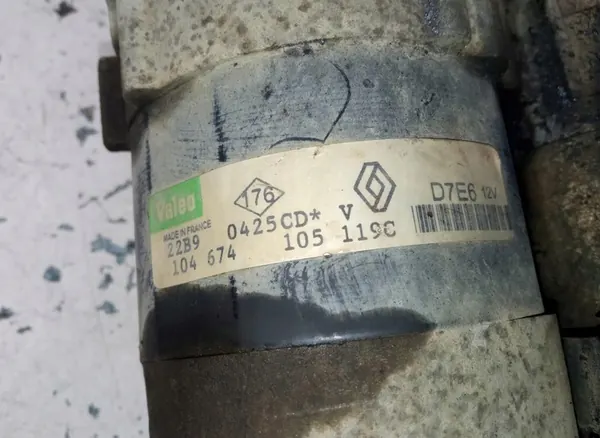 Valeo 176 D7E6 12V
MADE IN FRANCE
22B9 0425CD* V
104 674 105 119C